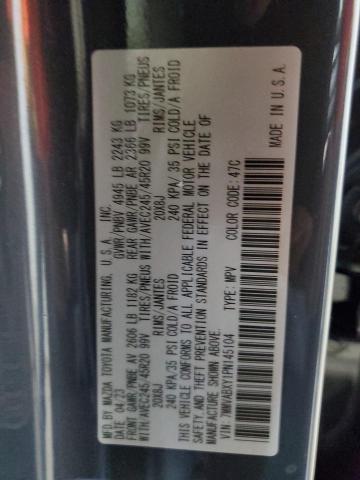 MFD BY MAZDA TOYOTA MANUFACTURING, U.S.A. INC.
DATE 04/23 GVWR/PNBV 4945 LB 2243 KG
FRONT GAWR/PNBE AV 2606 LB 1182 KG REAR GAWR/PNBE AR 2366 LB 1073 KG
WITH/AVEC245/45R20 99V TIRES/PNEUS WITH/AVEC245/45R20 99V TIRES/PNEUS
20X8J RIMS/JANTES 20X8J RIMS/JANTES
240 KPA/35 PSI COLD/A FROID 240 KPA/35 PSI COLD/A FROID
THIS VEHICLE CONFORMS TO ALL APPLICABLE FEDERAL MOTOR VEHICLE
SAFETY AND THEFT PREVENTION STANDARDS IN EFFECT ON THE DATE OF
MANUFACTURE SHOWN ABOVE.
VIN: 7MMVABXY1PN145104 TYPE: MPV COLOR CODE: 47C
MADE IN U.S.A.